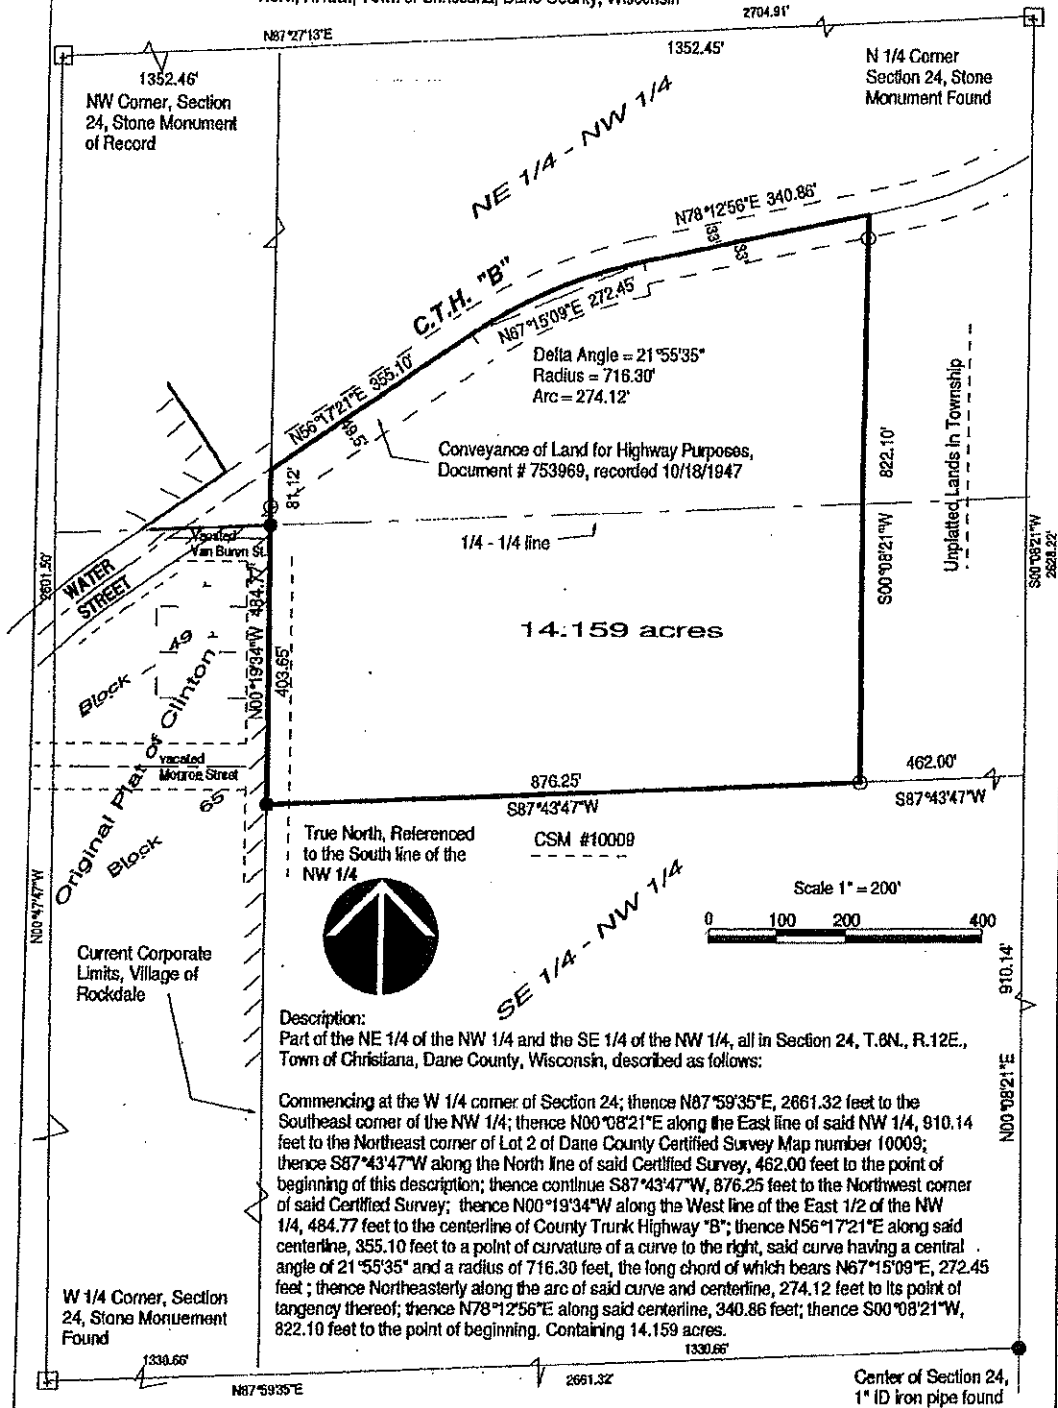 2704.91'
N87°27'13"E
1352.46'
1352.45'
NW Corner, Section
24, Stone Monument
of Record
N 1/4 Corner
Section 24, Stone
Monument Found
NE 1/4 - NW 1/4
N78°12'56"E 340.86'
33'
33'
C.T.H. "B"
N67°15'09"E 272.45'
Delta Angle = 21°55'35"
Radius = 716.30'
Arc = 274.12'
N56°17'21"E 355.10'
49.5'
Conveyance of Land for Highway Purposes,
Document # 753969, recorded 10/18/1947
81.12'
822.10'
S00°08'21"W
Unplatted Lands in Township
S00°08'21"W
2628.22'
1/4 - 1/4 line
Vacated
Van Buren St.
WATER
STREET
N00°19'34"W 484.77'
403.65'
14.159 acres
Block 49
Original Plat of Clinton
vacated
Monroe Street
Block 65
876.25'
S87°43'47"W
462.00'
S87°43'47"W
True North, Referenced
to the South line of the
NW 1/4
CSM #10009
SE 1/4 - NW 1/4
Scale 1" = 200'
0 100 200 400
N00°47'47"W
Current Corporate
Limits, Village of
Rockdale
910.14'
N00°08'21"E
Description:
Part of the NE 1/4 of the NW 1/4 and the SE 1/4 of the NW 1/4, all in Section 24, T.6N., R.12E.,
Town of Christiana, Dane County, Wisconsin, described as follows:
Commencing at the W 1/4 corner of Section 24; thence N87°59'35"E, 2661.32 feet to the
Southeast corner of the NW 1/4; thence N00°08'21"E along the East line of said NW 1/4, 910.14
feet to the Northeast corner of Lot 2 of Dane County Certified Survey Map number 10009;
thence S87°43'47"W along the North line of said Certified Survey, 462.00 feet to the point of
beginning of this description; thence continue S87°43'47"W, 876.25 feet to the Northwest corner
of said Certified Survey; thence N00°19'34"W along the West line of the East 1/2 of the NW
1/4, 484.77 feet to the centerline of County Trunk Highway "B"; thence N56°17'21"E along said
centerline, 355.10 feet to a point of curvature of a curve to the right, said curve having a central
angle of 21°55'35" and a radius of 716.30 feet, the long chord of which bears N67°15'09"E, 272.45
feet ; thence Northeasterly along the arc of said curve and centerline, 274.12 feet to its point of
tangency thereof; thence N78°12'56"E along said centerline, 340.86 feet; thence S00°08'21"W,
822.10 feet to the point of beginning. Containing 14.159 acres.
W 1/4 Corner, Section
24, Stone Monuement
Found
1330.66'
1330.66'
N87°59'35"E
2661.32'
Center of Section 24,
1" ID iron pipe found